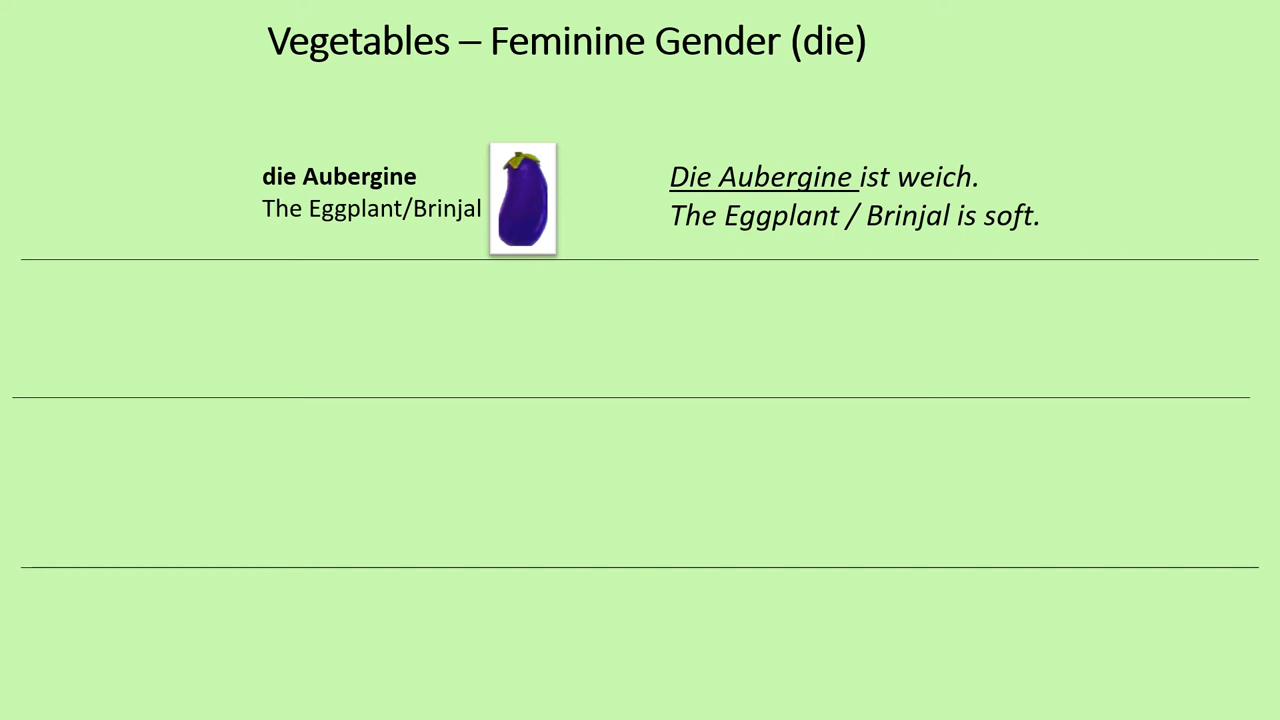 Vegetables – Feminine Gender (die)
die Aubergine
The Eggplant/Brinjal
Die Aubergine ist weich.
The Eggplant / Brinjal is soft.